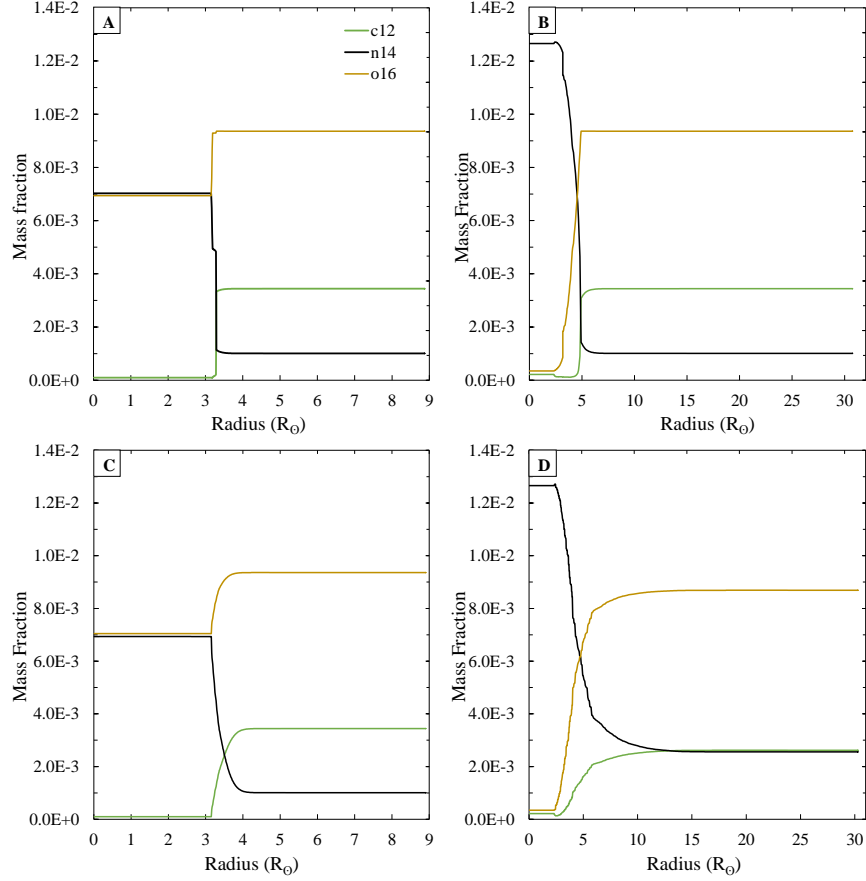 A
c12
n14
o16
1.4E-2
1.2E-2
1.0E-2
8.0E-3
6.0E-3
4.0E-3
2.0E-3
0.0E+0
Mass fraction
0 1 2 3 4 5 6 7 8 9
Radius (R⊙)
B
1.4E-2
1.2E-2
1.0E-2
8.0E-3
6.0E-3
4.0E-3
2.0E-3
0.0E+0
Mass Fraction
0 5 10 15 20 25 30
Radius (R⊙)
C
1.4E-2
1.2E-2
1.0E-2
8.0E-3
6.0E-3
4.0E-3
2.0E-3
0.0E+0
Mass Fraction
0 1 2 3 4 5 6 7 8 9
Radius (R⊙)
D
1.4E-2
1.2E-2
1.0E-2
8.0E-3
6.0E-3
4.0E-3
2.0E-3
0.0E+0
Mass Fraction
0 5 10 15 20 25 30
Radius (R⊙)